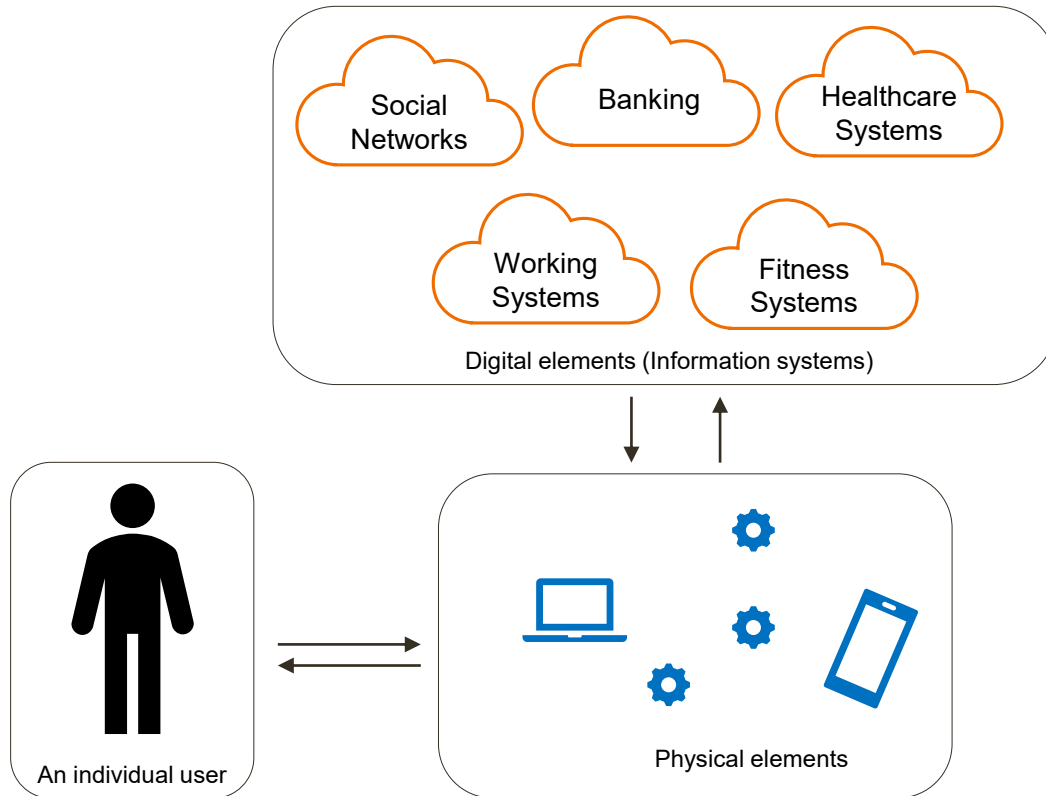 Social
Networks
Banking
Healthcare
Systems
Working
Systems
Fitness
Systems
Digital elements (Information systems)
An individual user
Physical elements